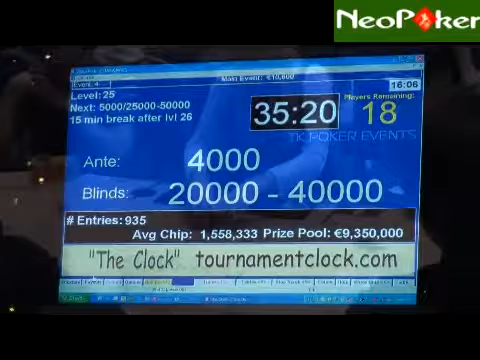 NeoPoker
Main Event: €10,000
16:06
Level: 25
Next: 5000/25000-50000
15 min break after lvl 26
35:20
Players Remaining:
18
TK POKER EVENTS
Ante: 4000
Blinds: 20000 - 40000
# Entries: 935
Avg Chip: 1,558,333 Prize Pool: €9,350,000
"The Clock" tournamentclock.com